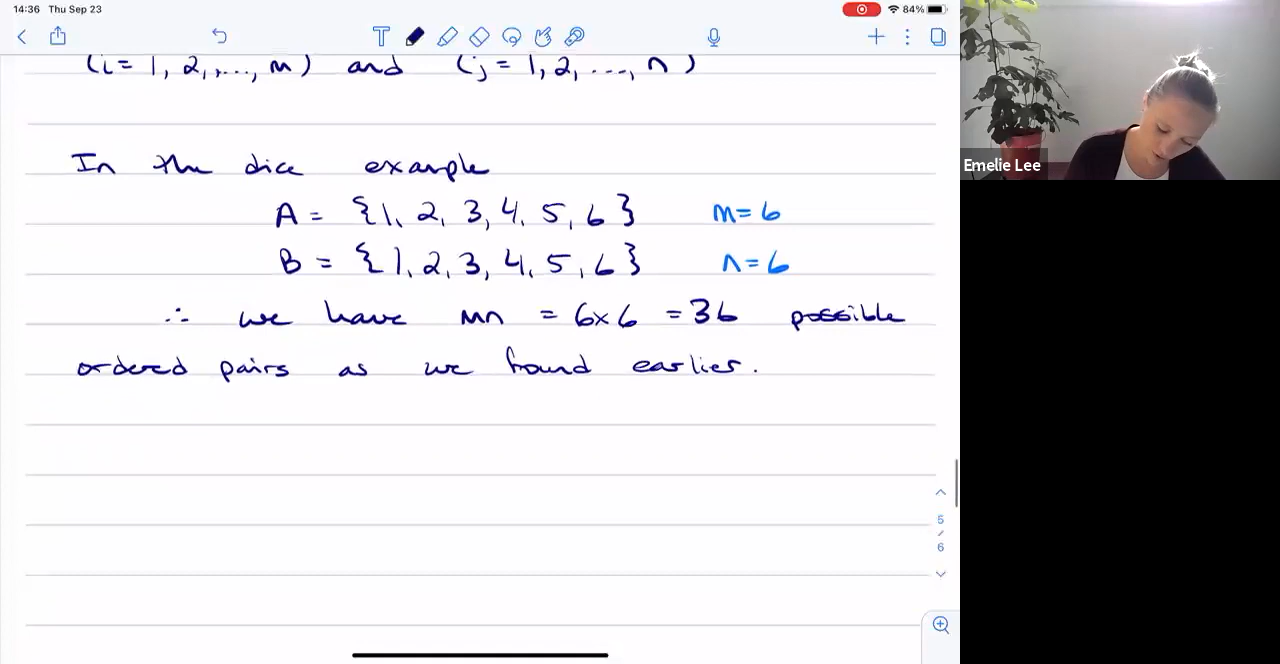 14:36 Thu Sep 23
84%
(i = 1, 2, ..., m) and (j = 1, 2, ..., n)
In the dice example
A = {1, 2, 3, 4, 5, 6} m = 6
B = {1, 2, 3, 4, 5, 6} n = 6
∴ we have mn = 6x6 = 36 possible
ordered pairs as we found earlier.
5
/
6
Emelie Lee